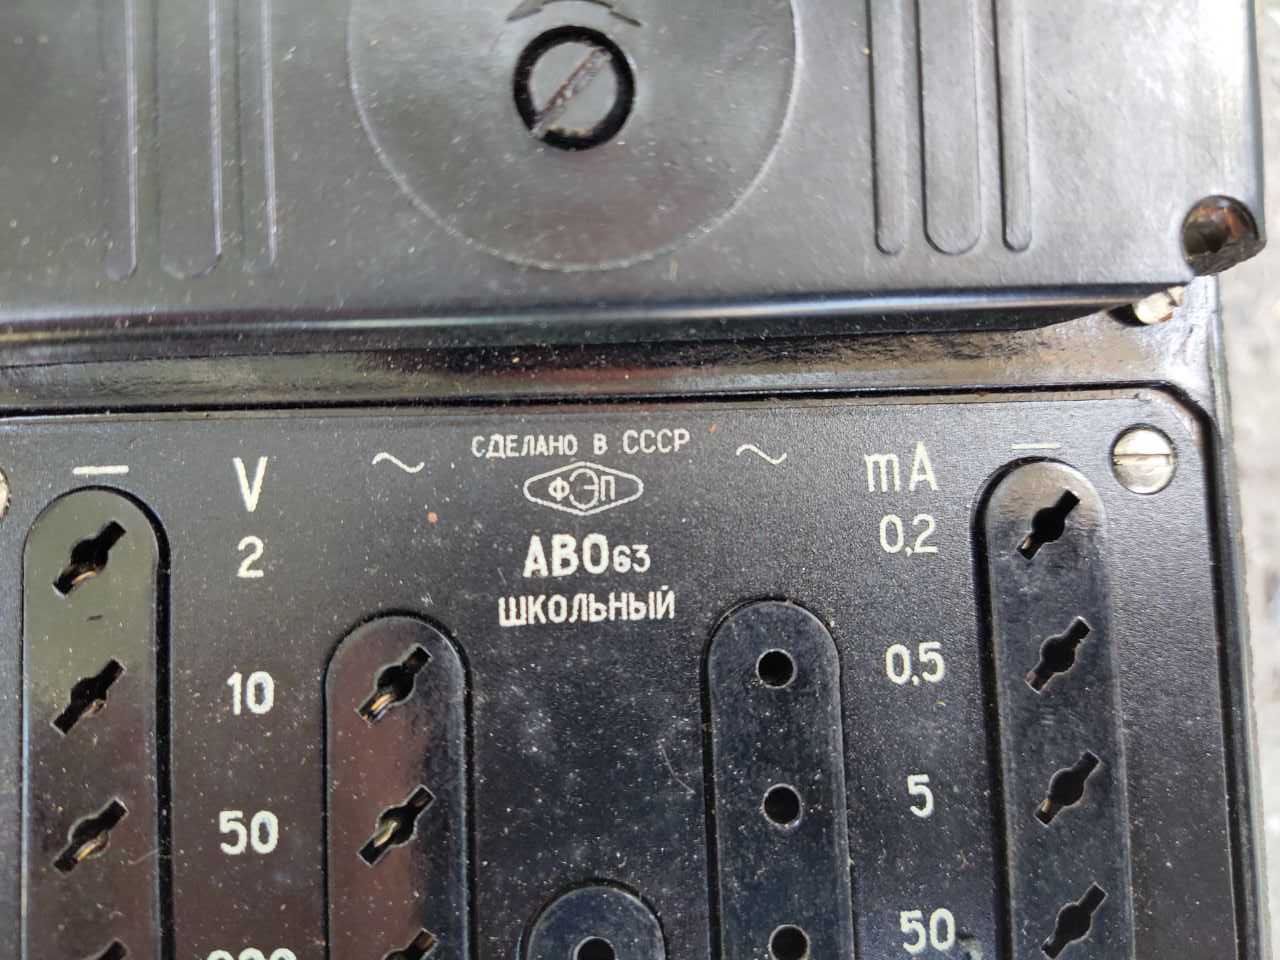 СДЕЛАНО В СССР
— V ~ ~ mA —
ФЭП
2 0,2
АВО63
ШКОЛЬНЫЙ
10 0,5
50 5
50